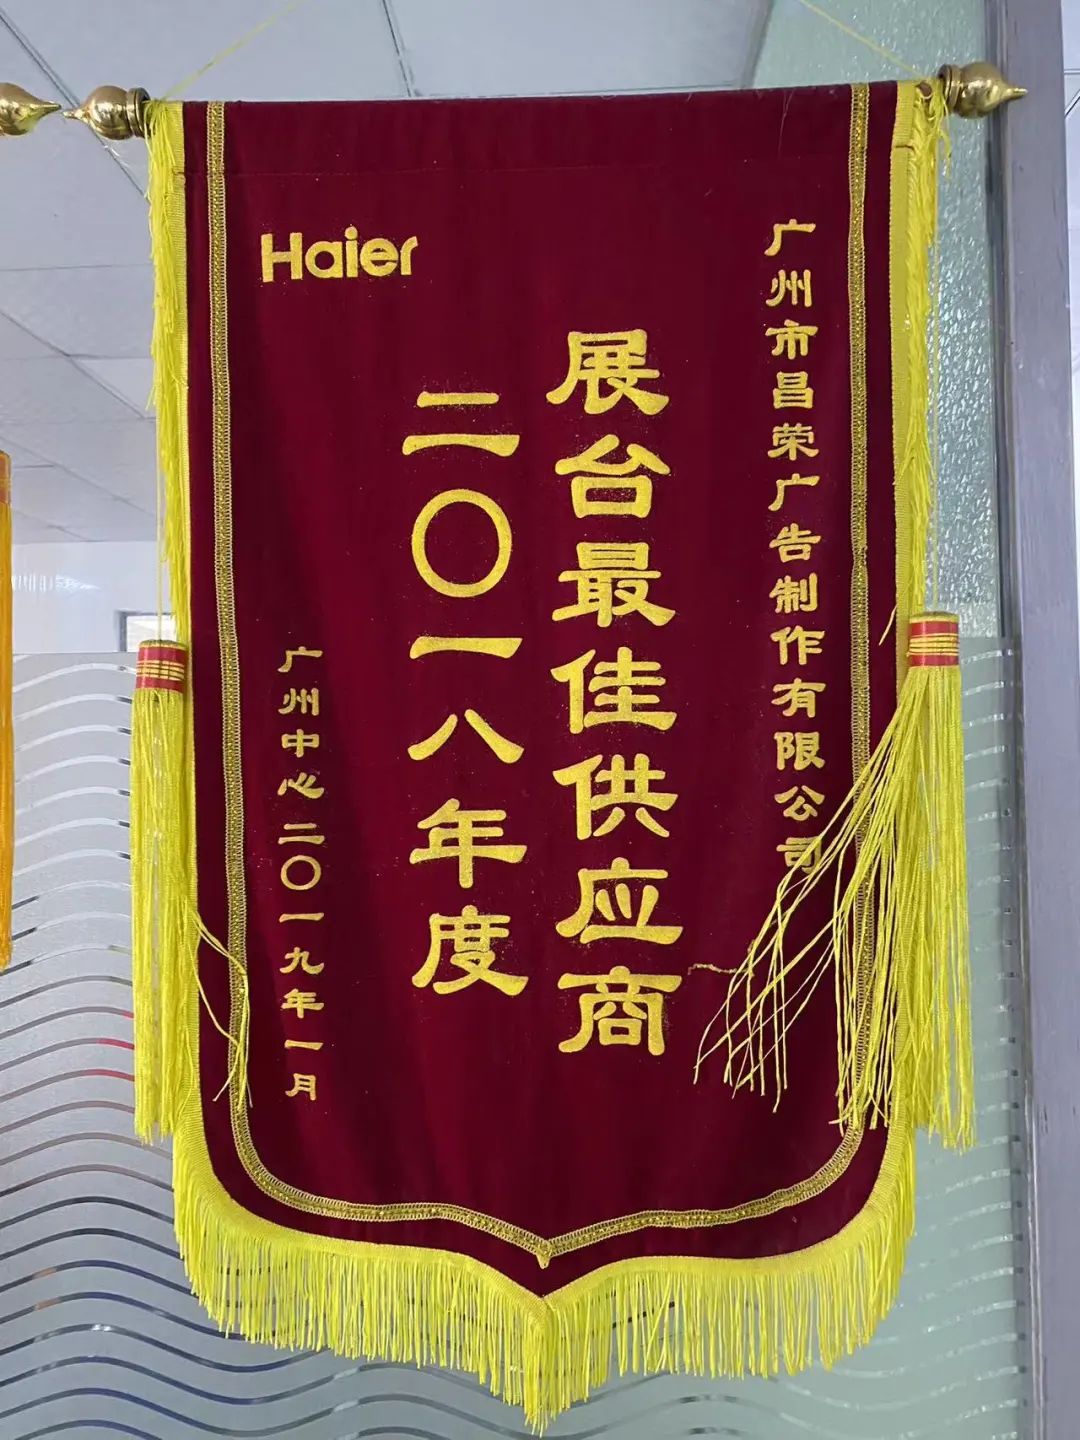 Haier
广州市昌荣广告制作有限公司
展台最佳供应商
二〇一八年度
广州中心二〇一九年一月